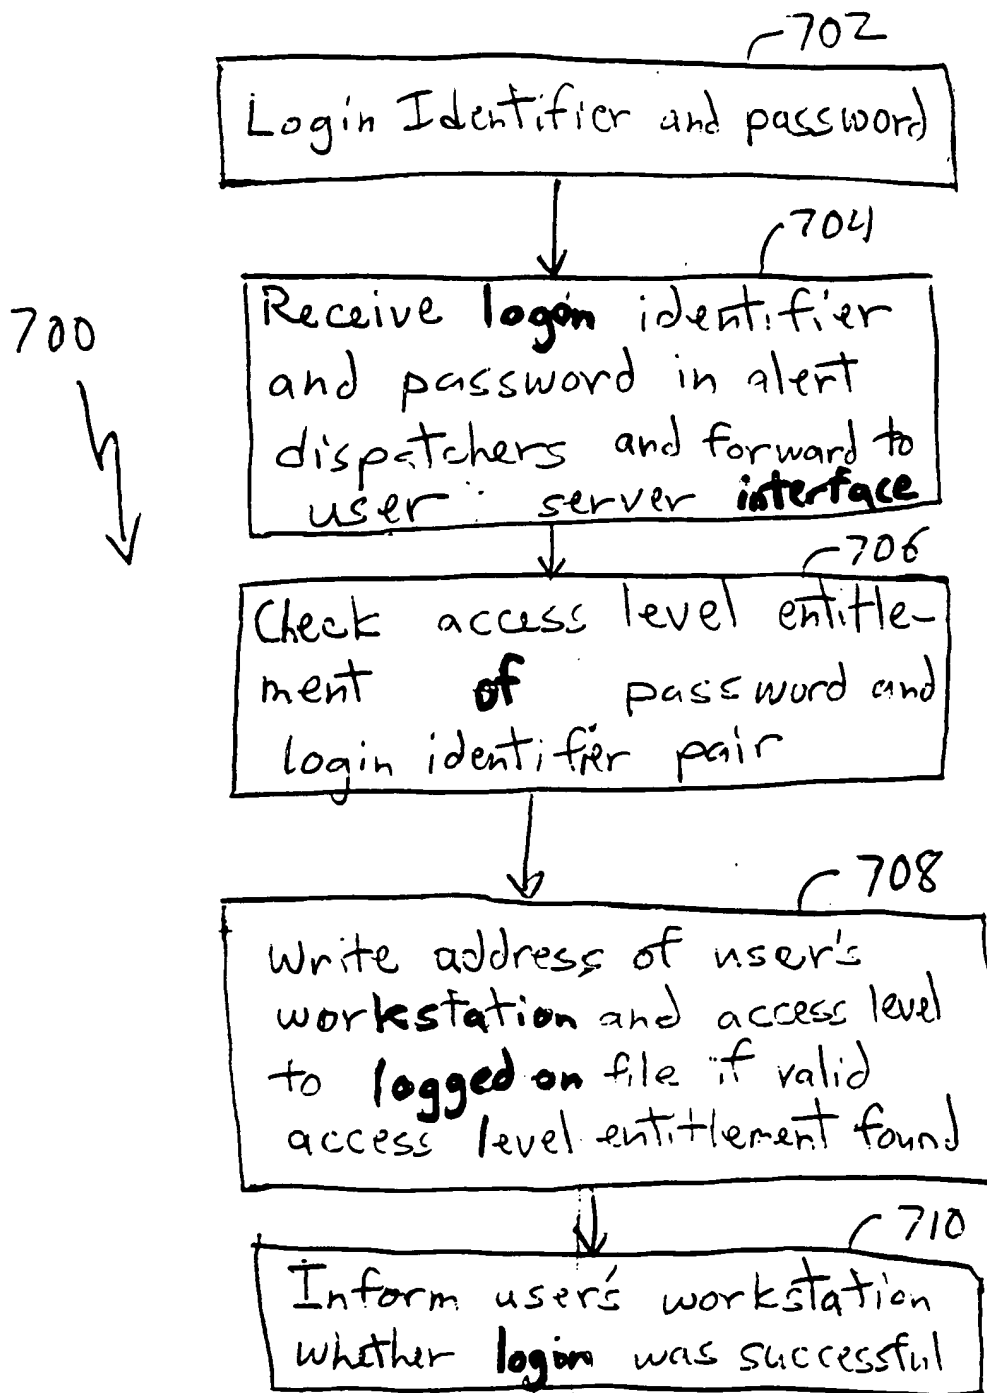 702
Login Identifier and password
704
700
Receive logon identifier
and password in alert
dispatchers and forward to
user server interface
706
Check access level entitle-
ment of password and
login identifier pair
708
Write address of user's
workstation and access level
to logged on file if valid
access level entitlement found
710
Inform user's workstation
whether login was successful